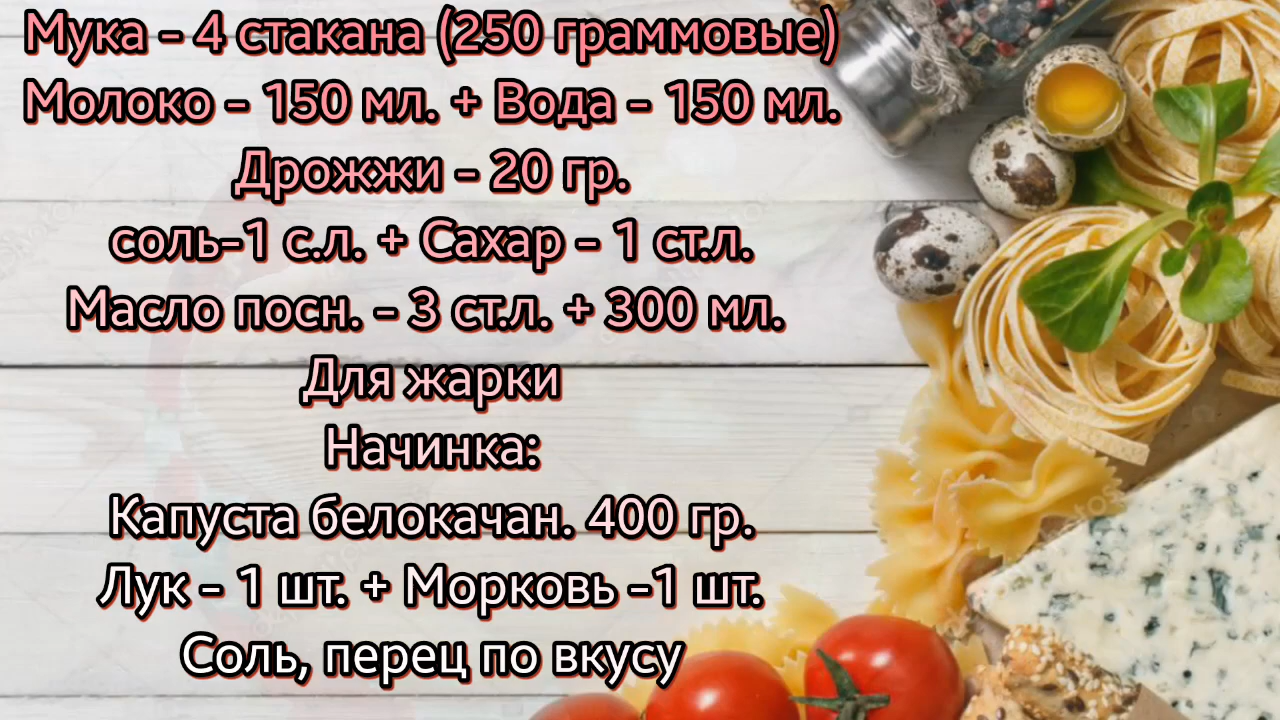 Мука - 4 стакана (250 граммовые)
Молоко - 150 мл. + Вода - 150 мл.
Дрожжи - 20 гр.
соль-1 с.л. + Сахар - 1 ст.л.
Масло посн. - 3 ст.л. + 300 мл.
Для жарки
Начинка:
Капуста белокачан. 400 гр.
Лук - 1 шт. + Морковь -1 шт.
Соль, перец по вкусу